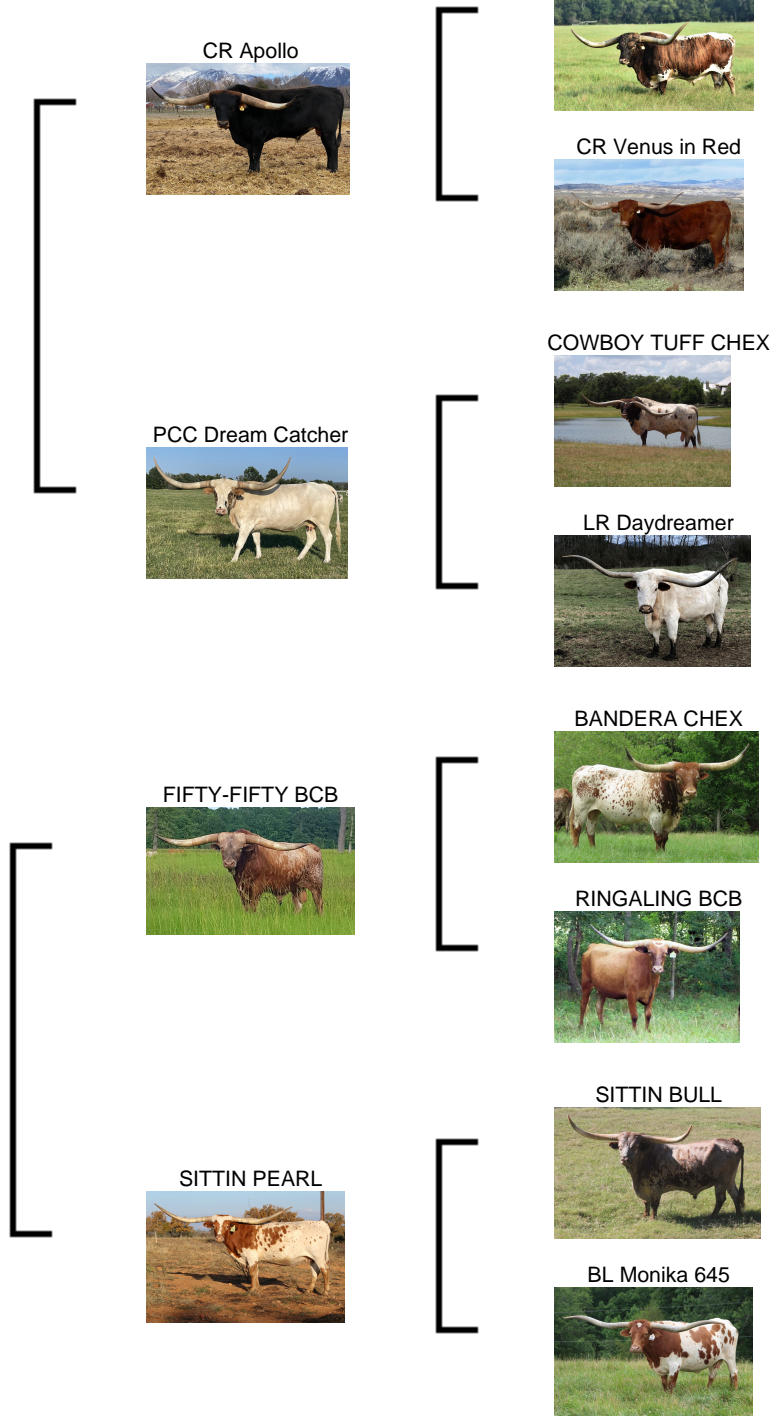 CR Apollo
CR Venus in Red
COWBOY TUFF CHEX
PCC Dream Catcher
LR Daydreamer
BANDERA CHEX
FIFTY-FIFTY BCB
RINGALING BCB
SITTIN BULL
SITTIN PEARL
BL Monika 645